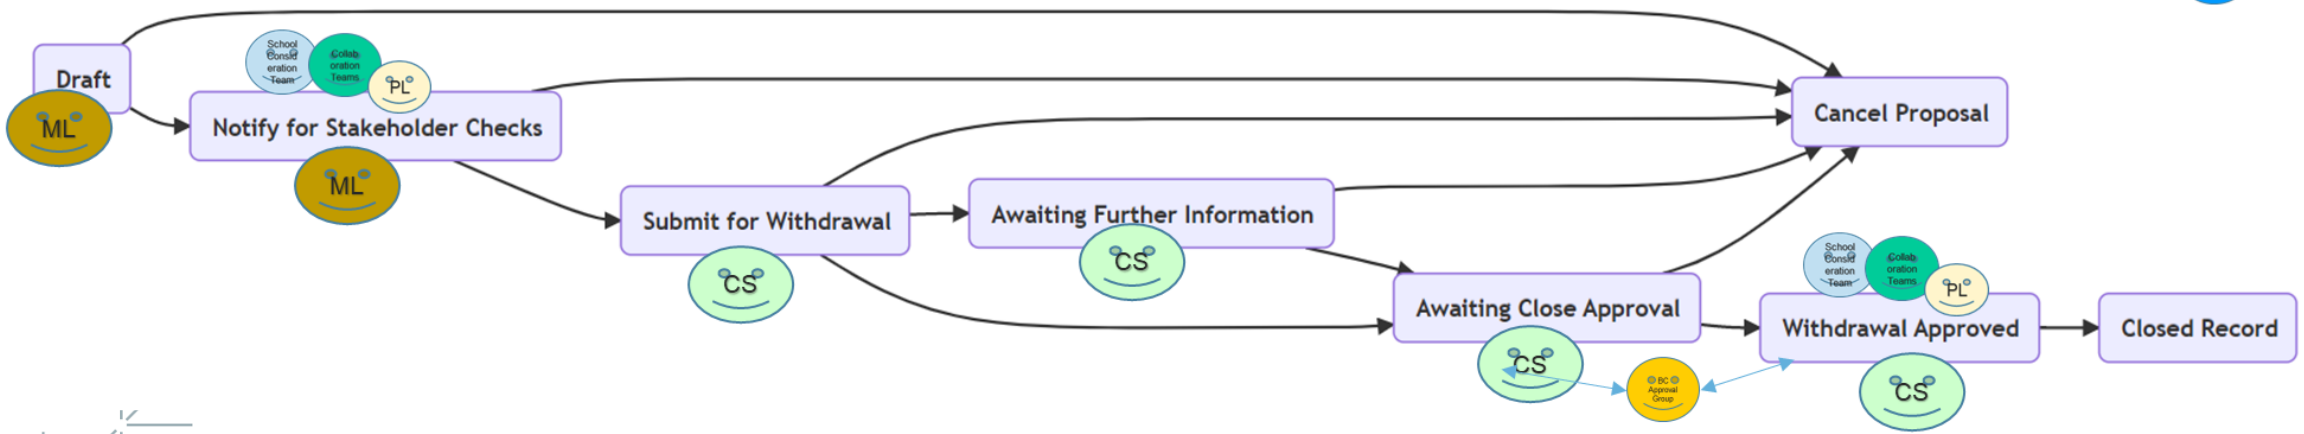 Draft
ML
School
Consid
eration
Team
Collab
oration
Teams
PL
Notify for Stakeholder Checks
ML
Submit for Withdrawal
CS
Awaiting Further Information
CS
Cancel Proposal
Awaiting Close Approval
CS
BC
Approval
Group
School
Consid
eration
Team
Collab
oration
Teams
PL
Withdrawal Approved
CS
Closed Record